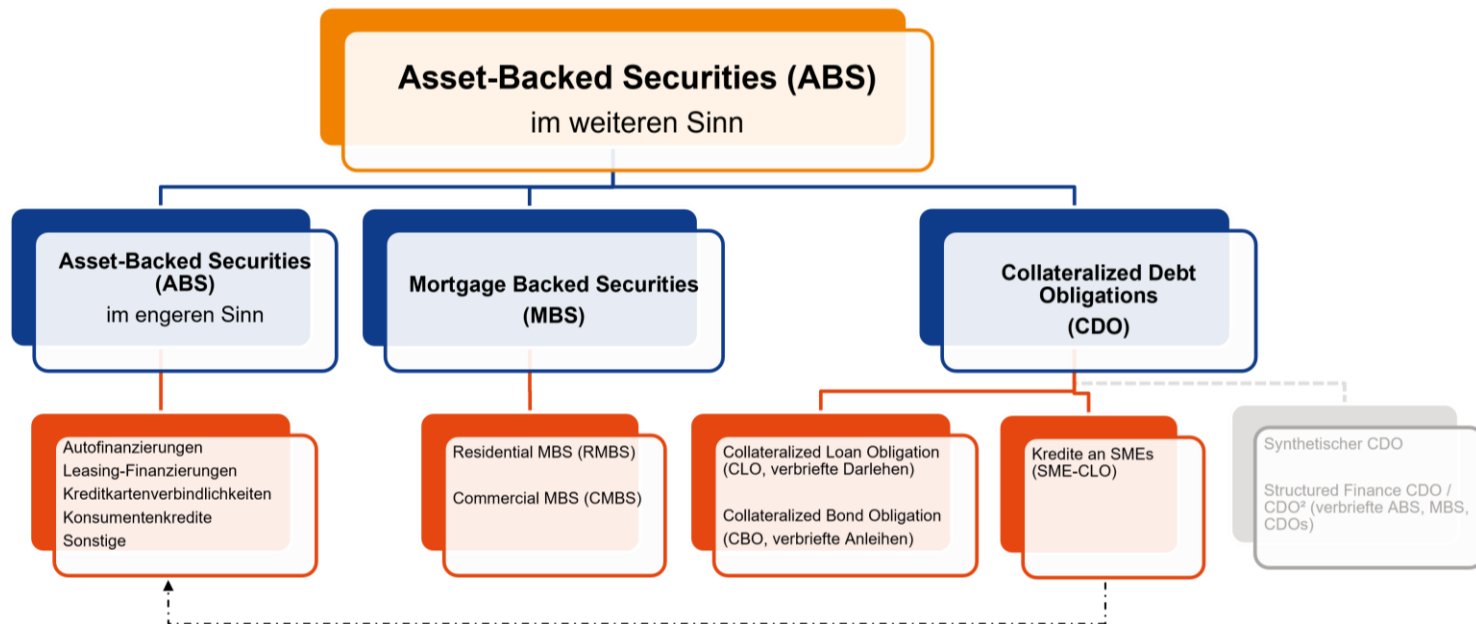 Asset-Backed Securities (ABS)
im weiteren Sinn
Asset-Backed Securities
(ABS)
im engeren Sinn
Mortgage Backed Securities
(MBS)
Collateralized Debt
Obligations
(CDO)
Autofinanzierungen
Leasing-Finanzierungen
Kreditkartenverbindlichkeiten
Konsumentenkredite
Sonstige
Residential MBS (RMBS)
Commercial MBS (CMBS)
Collateralized Loan Obligation
(CLO, verbriefte Darlehen)
Collateralized Bond Obligation
(CBO, verbriefte Anleihen)
Kredite an SMEs
(SME-CLO)
Synthetischer CDO
Structured Finance CDO /
CDO² (verbriefte ABS, MBS,
CDOs)